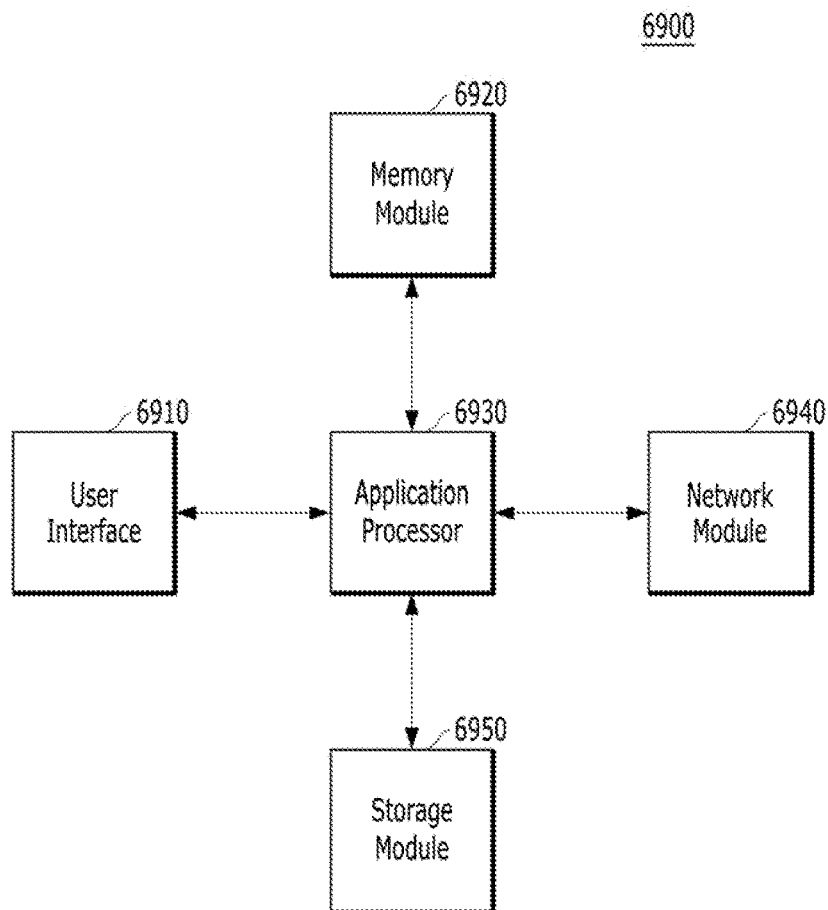 6900
6920
Memory
Module
6910
6930
6940
User
Interface
Application
Processor
Network
Module
6950
Storage
Module